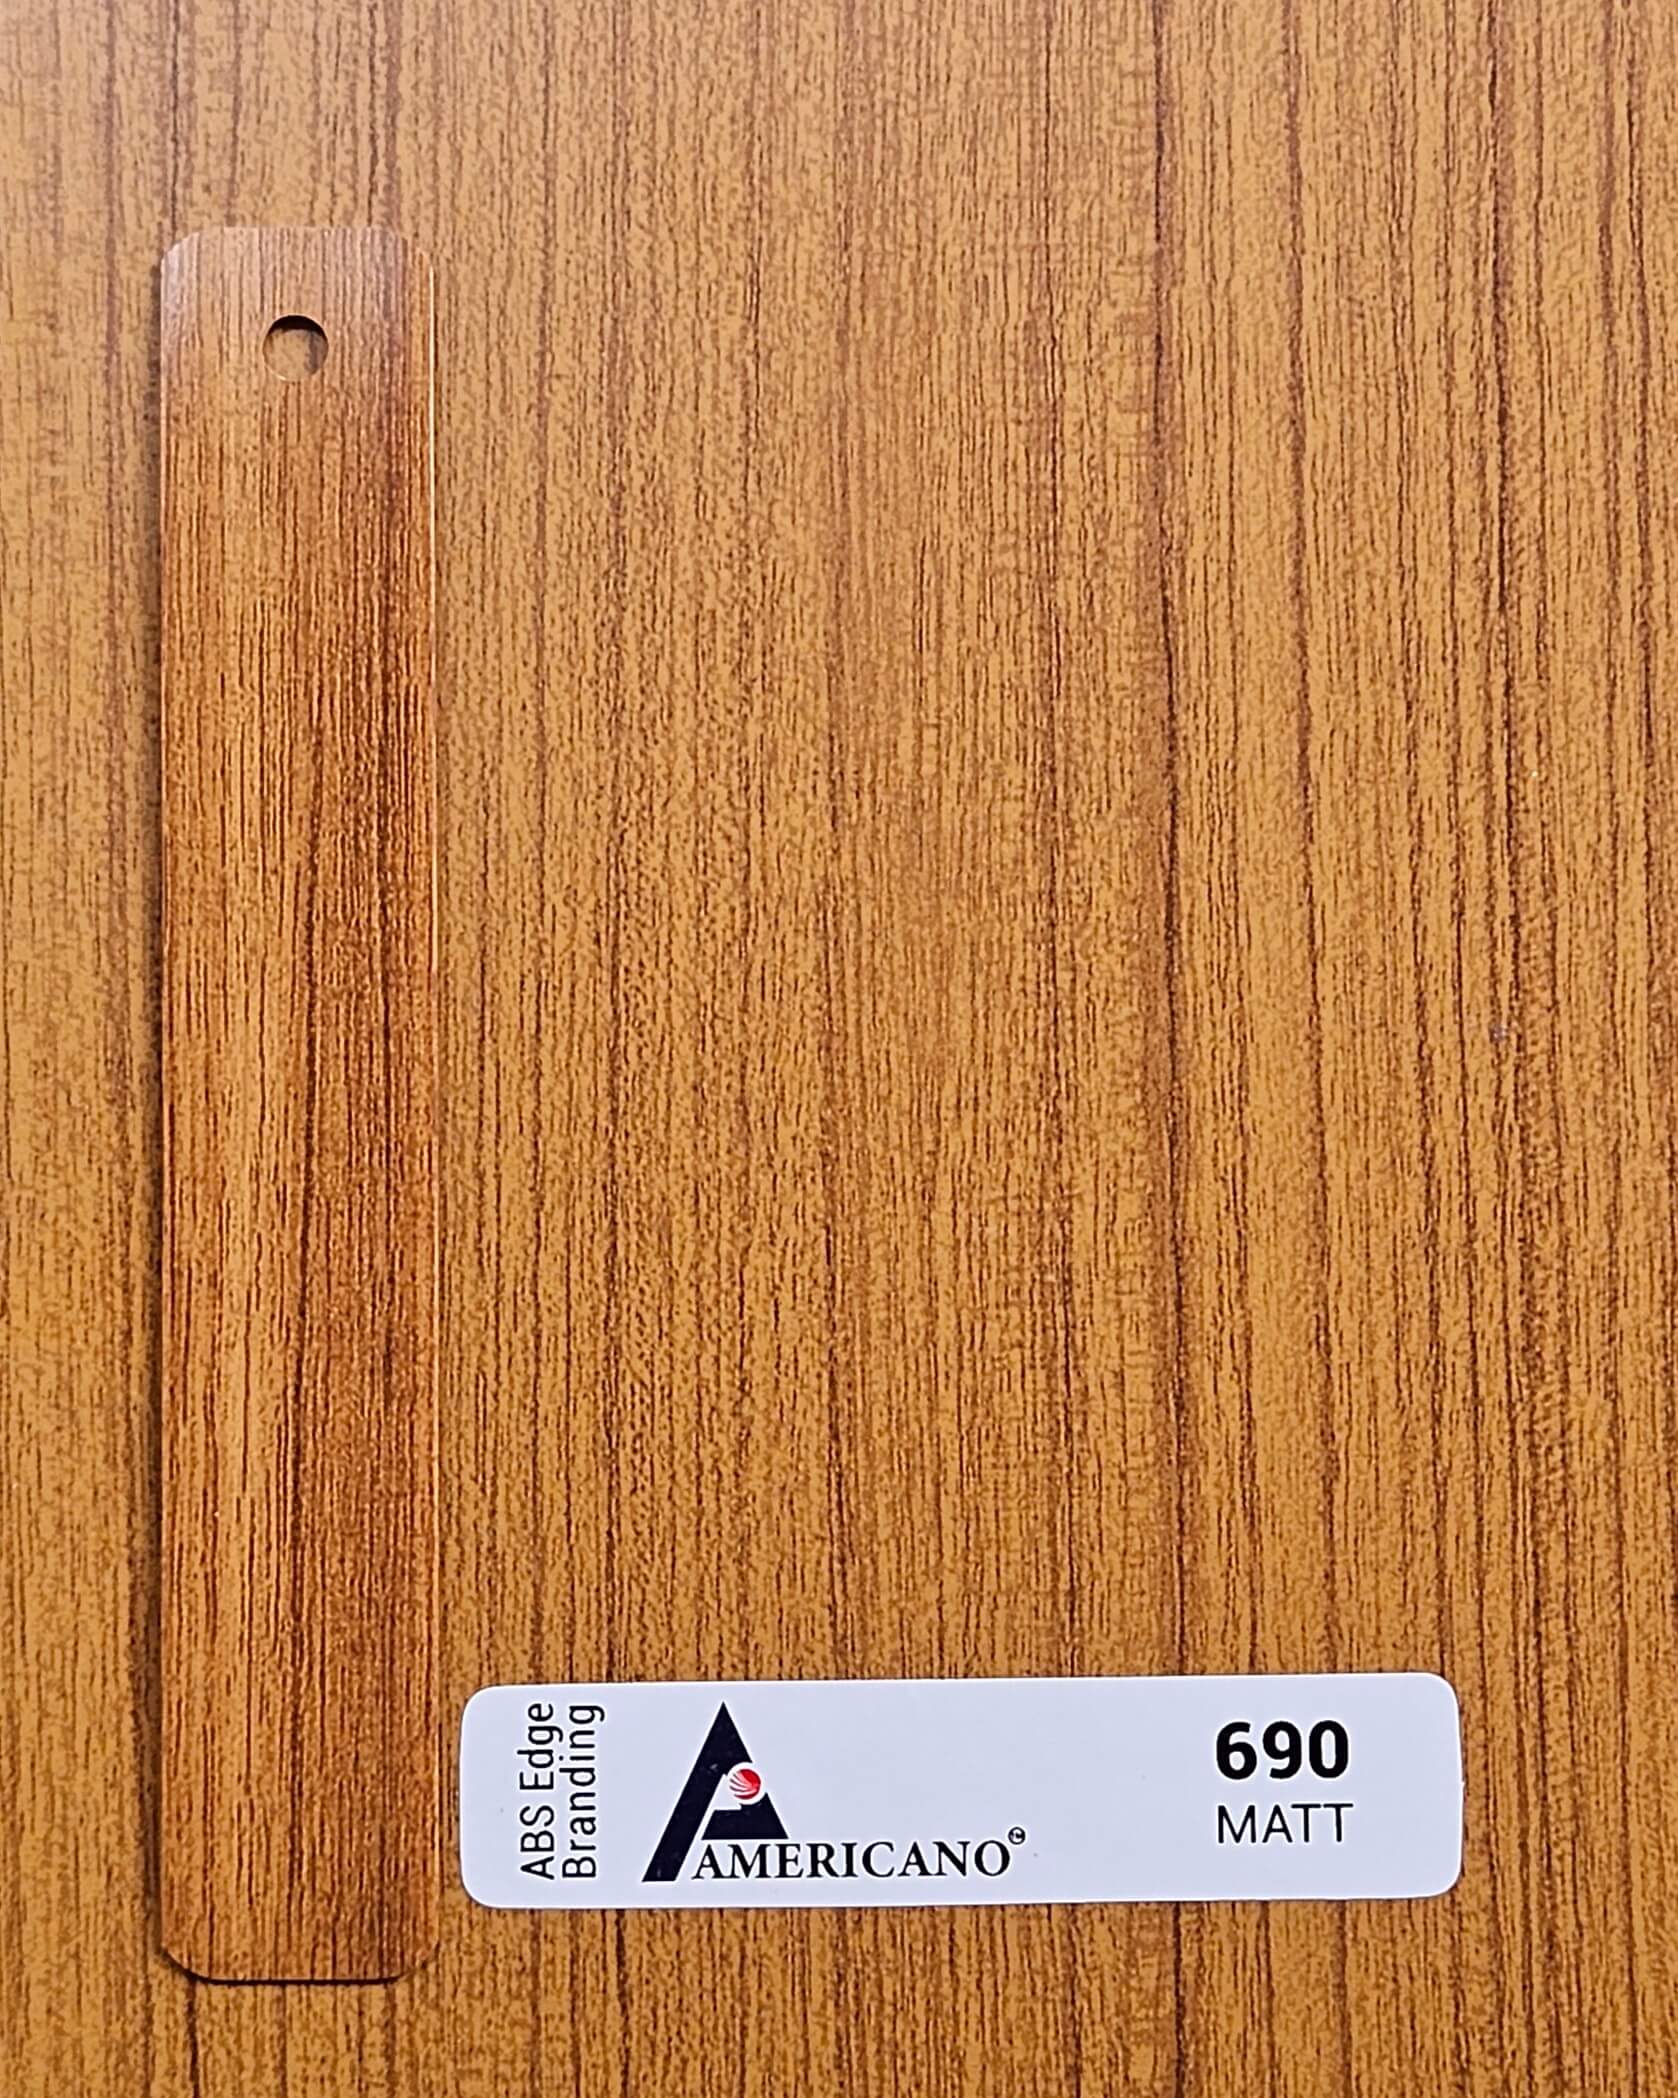 ABS Edge
Branding
AMERICANO
690
MATT